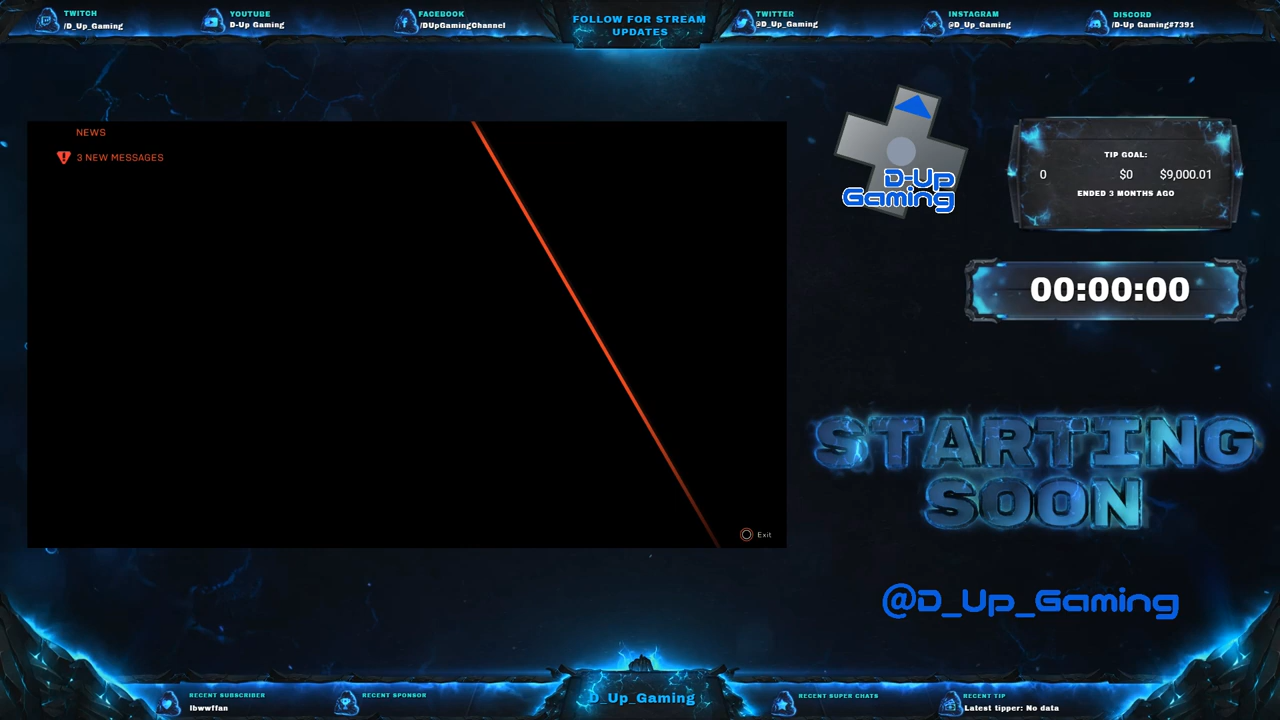 TWITCH
/D_Up_Gaming
YOUTUBE
D-Up Gaming
FACEBOOK
/DUpGamingChannel
FOLLOW FOR STREAM
UPDATES
TWITTER
@D_Up_Gaming
INSTAGRAM
@D_Up_Gaming
DISCORD
/D-Up Gaming#7391
NEWS
3 NEW MESSAGES
Exit
D-Up
Gaming
TIP GOAL:
0 $0 $9,000.01
ENDED 3 MONTHS AGO
00:00:00
STARTING
SOON
@D_Up_Gaming
RECENT SUBSCRIBER
lbwwffan
RECENT SPONSOR
D_Up_Gaming
RECENT SUPER CHATS
RECENT TIP
Latest tipper: No data